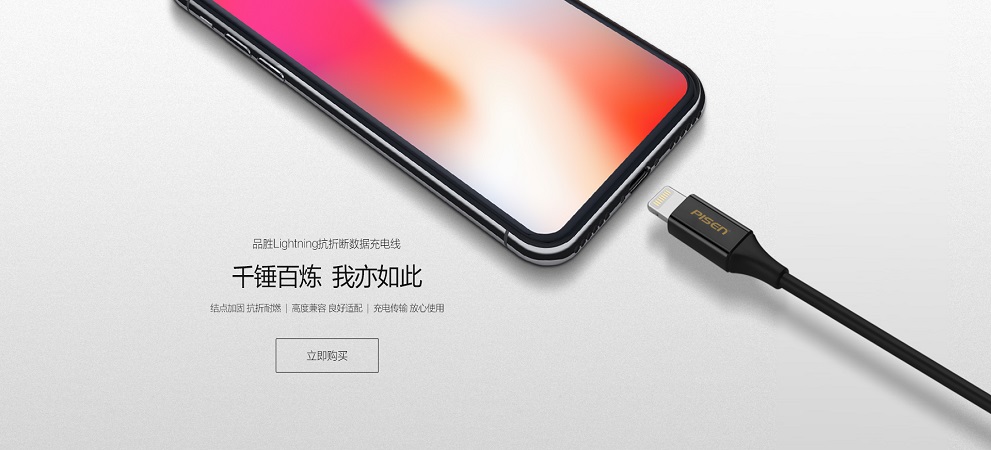 PISEN
品胜Lightning抗折断数据充电线
千锤百炼 我亦如此
结点加固 抗折耐燃 | 高度兼容 良好适配 | 充电传输 放心使用
立即购买